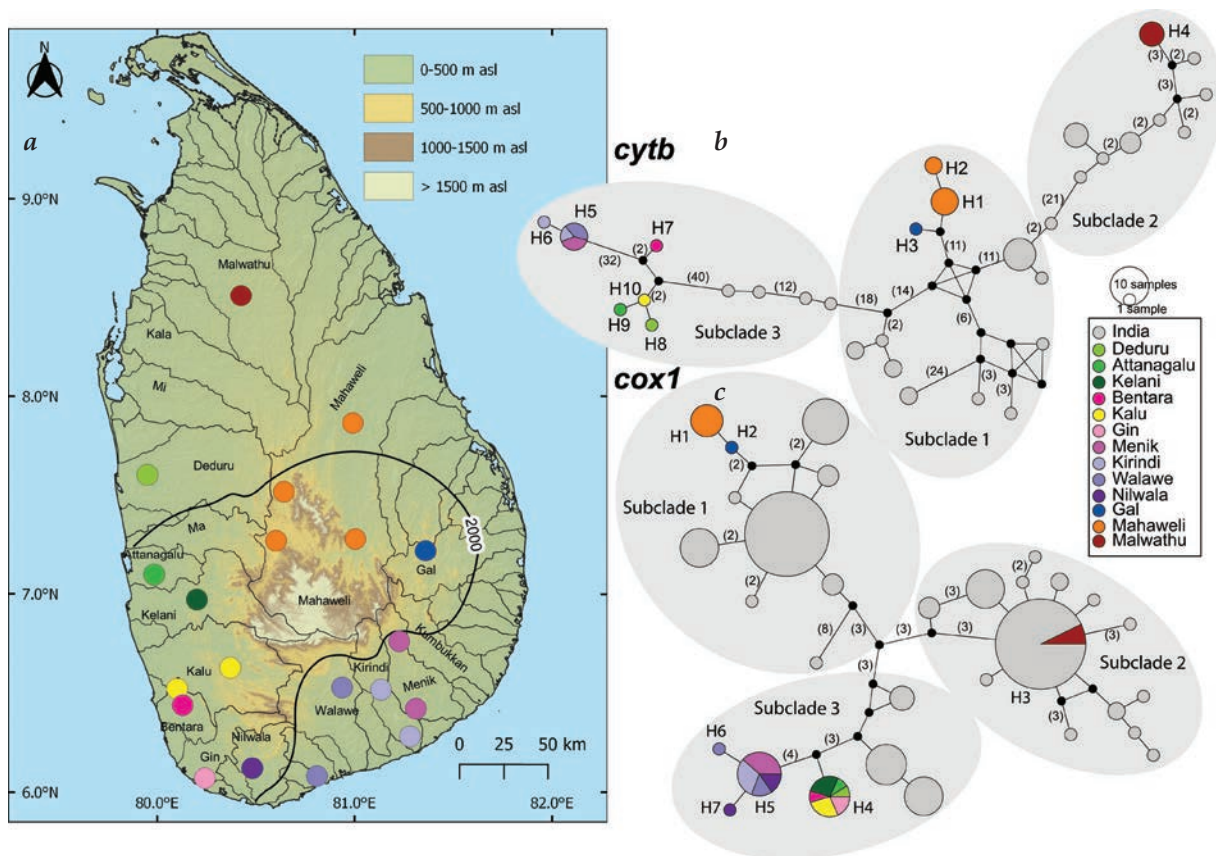 a
N
0-500 m asl
500-1000 m asl
1000-1500 m asl
> 1500 m asl
9.0°N
8.0°N
7.0°N
6.0°N
80.0°E
81.0°E
82.0°E
Malwathu
Kala
Mi
Mahaweli
Deduru
Ma
Attanagalu
Kelani
Mahaweli
Gal
2000
Kumbukkan
Kalu
Kirindi
Menik
Walawe
Bentara
Nilwala
Gin
0 25 50 km
cytb
b
H5
H6
H7
(2)
(32)
(40)
(12)
H10
(2)
H9
H8
Subclade 3
(18)
H2
H1
H3
(11)
(11)
(14)
(2)
(6)
(24)
(3)
(3)
(2)
Subclade 1
H4
(3)
(2)
(3)
(2)
(2)
(21)
Subclade 2
10 samples
1 sample
India
Deduru
Attanagalu
Kelani
Bentara
Kalu
Gin
Menik
Kirindi
Walawe
Nilwala
Gal
Mahaweli
Malwathu
cox1
c
H1
H2
(2)
(2)
Subclade 1
(2)
(2)
(8)
(3)
(3)
(3)
(3)
(2)
(3)
H3
(3)
Subclade 2
(3)
Subclade 3
(3)
(4)
H6
H7
H5
H4